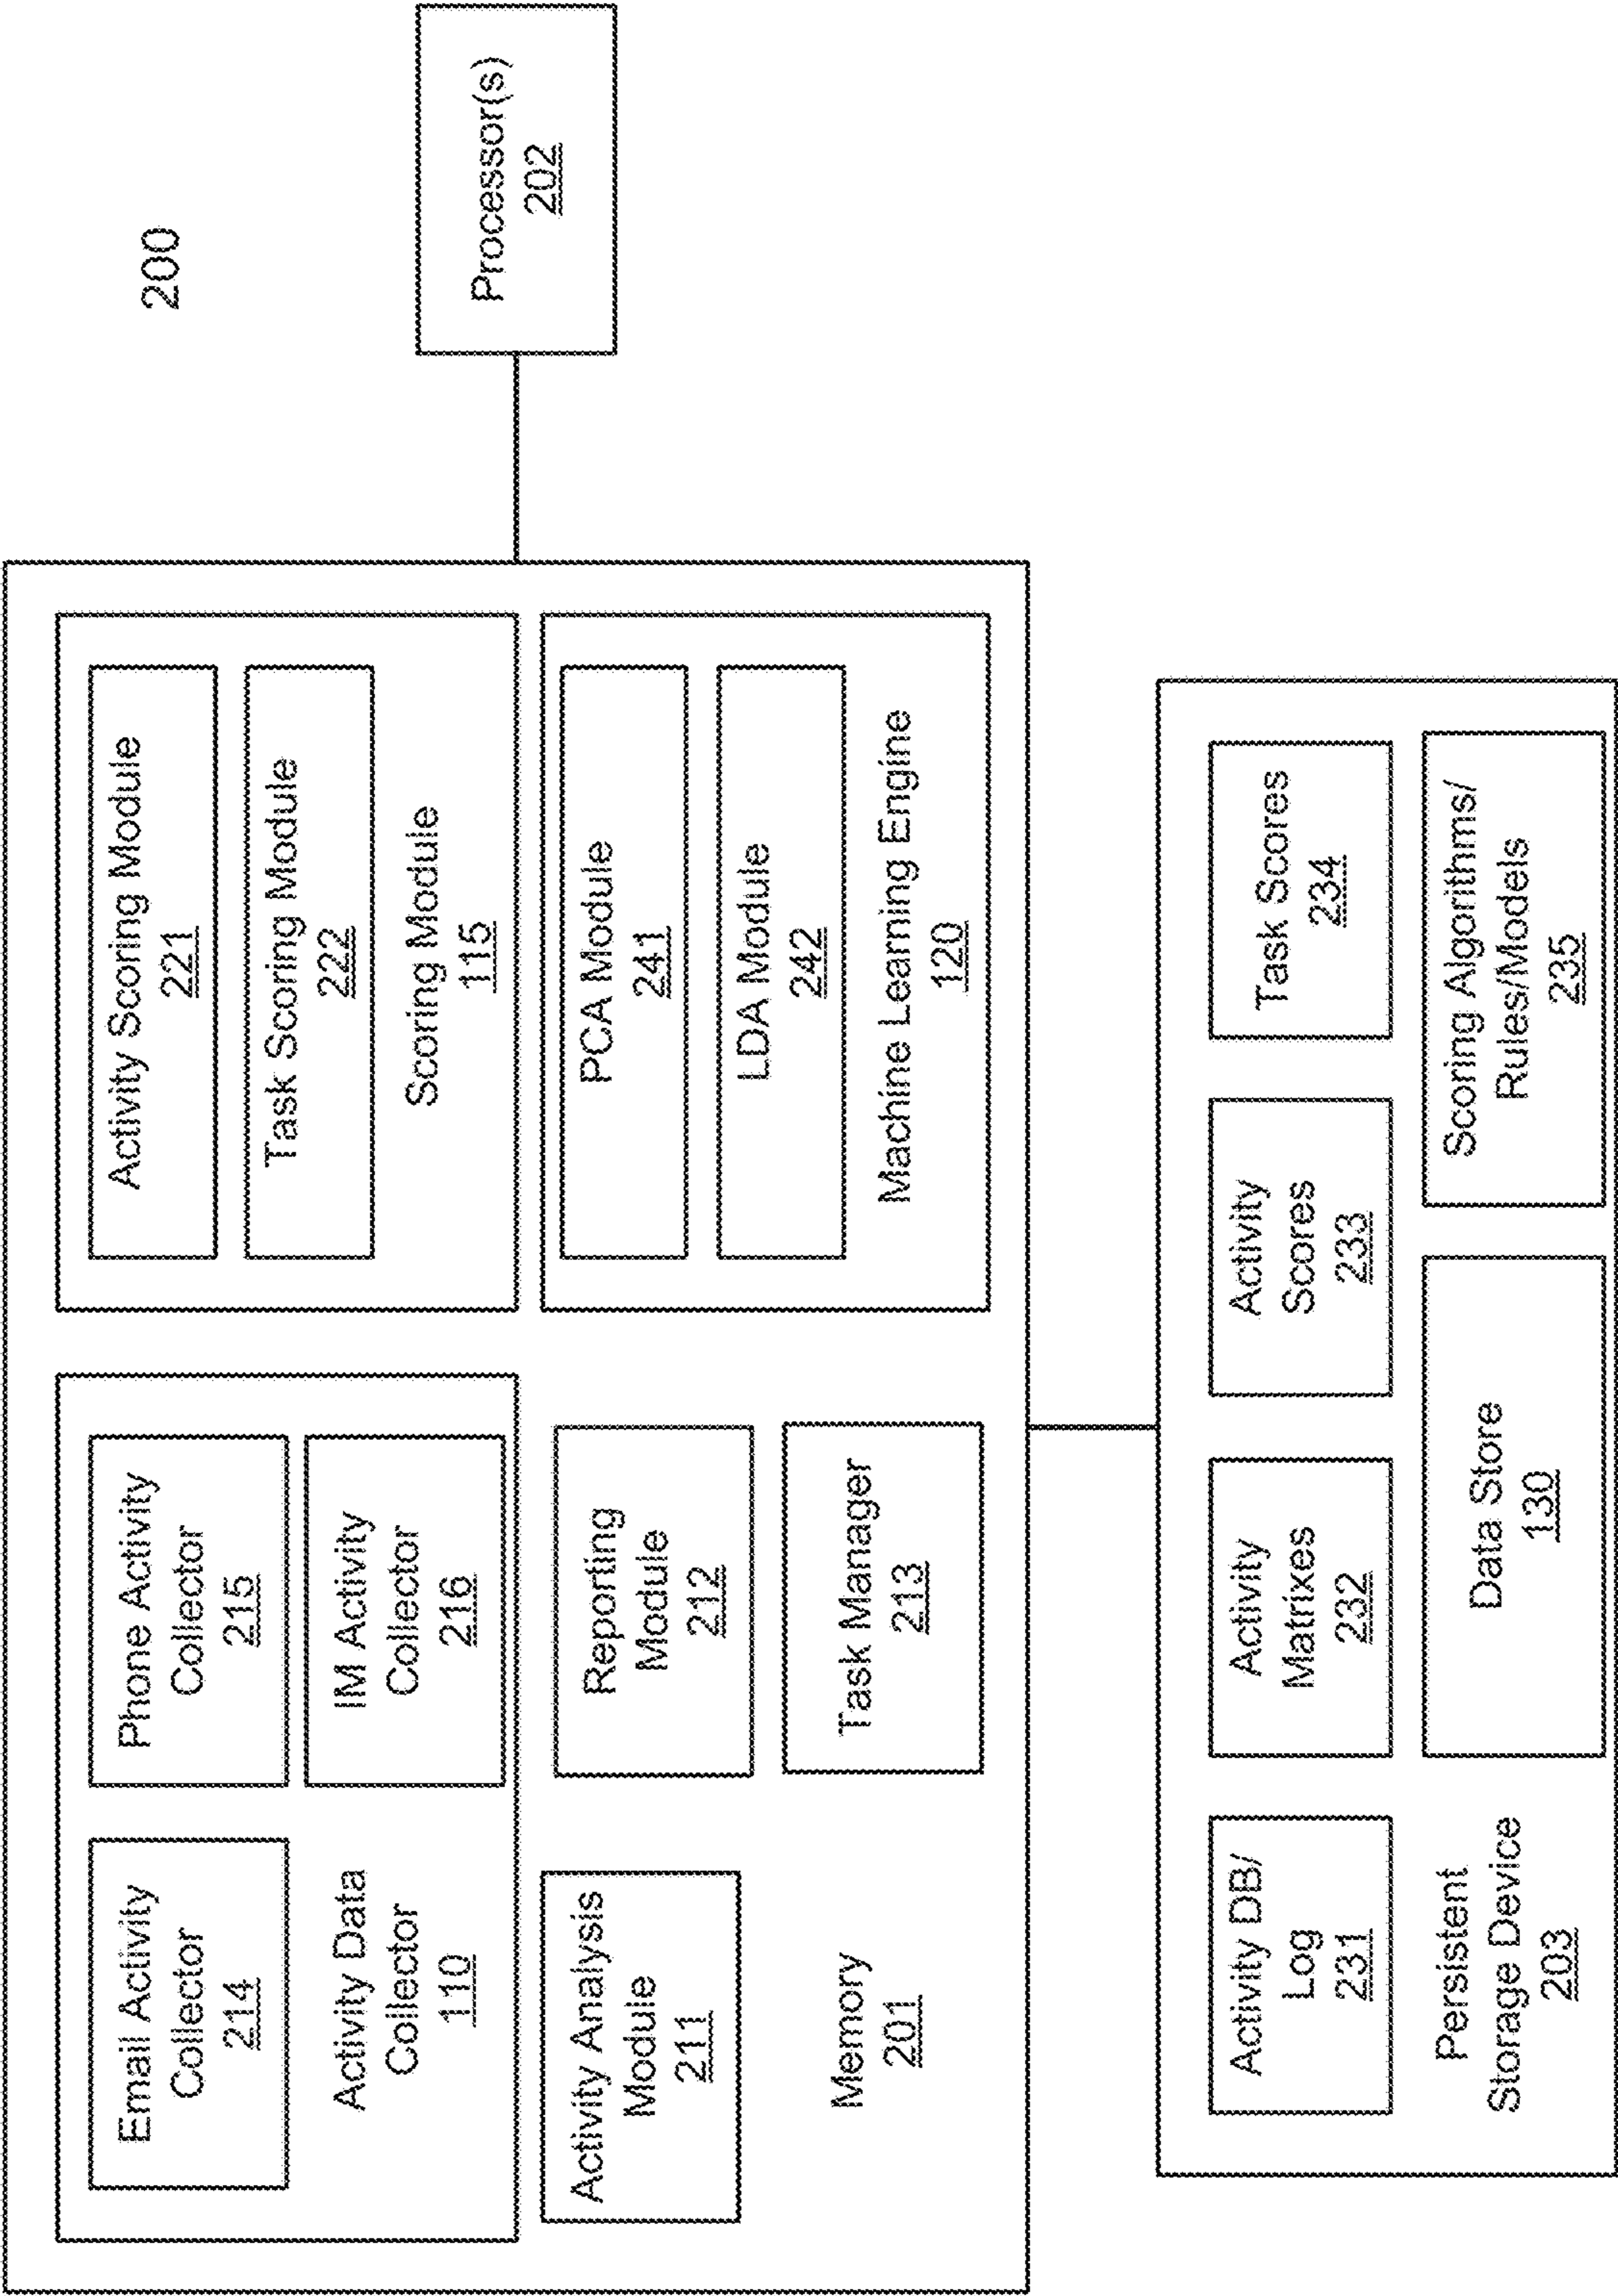 200
Email Activity
Collector
214
Phone Activity
Collector
215
Activity Data
Collector
110
IM Activity
Collector
216
Activity Scoring Module
221
Task Scoring Module
222
Scoring Module
115
Activity Analysis
Module
211
Reporting
Module
212
Task Manager
213
Memory
201
PCA Module
241
LDA Module
242
Machine Learning Engine
120
Processor(s)
202
Activity DB/
Log
231
Activity
Matrixes
232
Activity
Scores
233
Task Scores
234
Persistent
Storage Device
203
Data Store
130
Scoring Algorithms/
Rules/Models
235